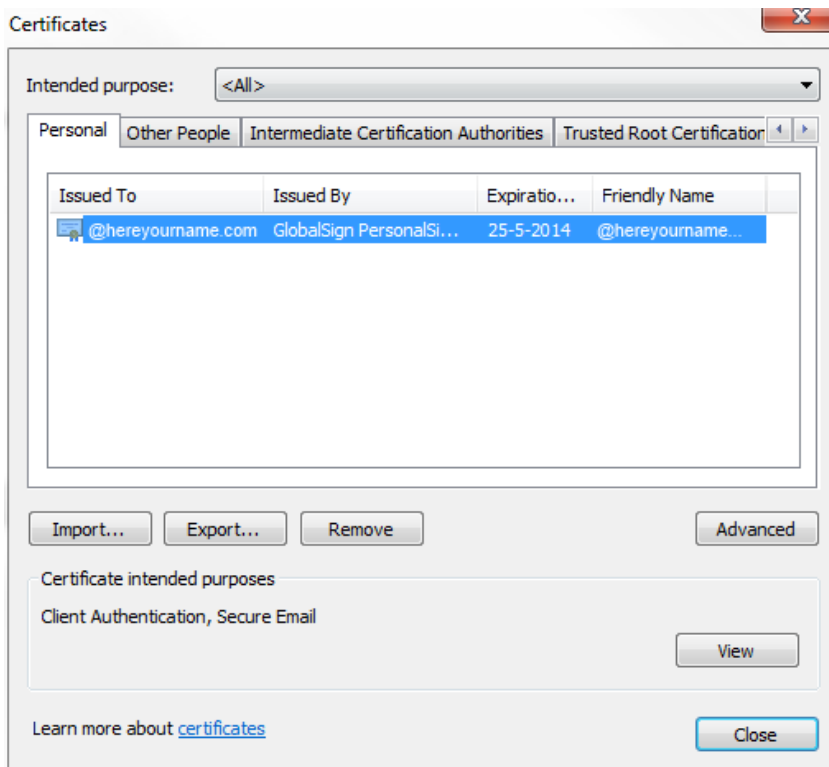 Certificates
Intended purpose: <All>
Personal Other People Intermediate Certification Authorities Trusted Root Certification
Issued To Issued By Expiratio... Friendly Name
@hereyourname.com GlobalSign PersonalSi... 25-5-2014 @hereyourname...
Import... Export... Remove Advanced
Certificate intended purposes
Client Authentication, Secure Email
View
Learn more about certificates
Close